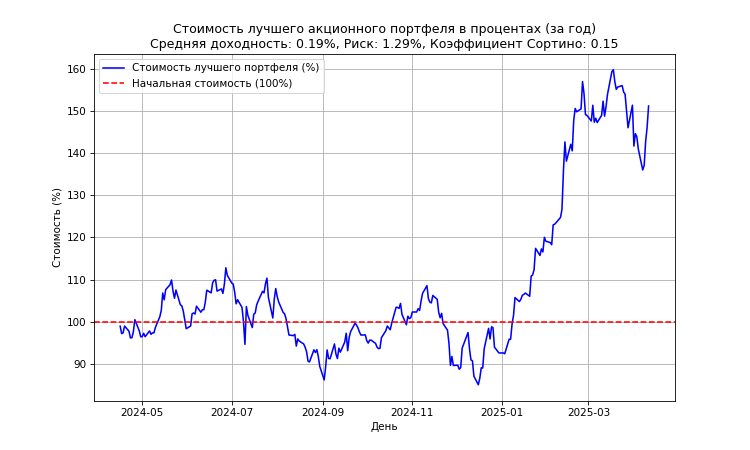 Стоимость лучшего акционного портфеля в процентах (за год)
Средняя доходность: 0.19%, Риск: 1.29%, Коэффициент Сортино: 0.15
Стоимость лучшего портфеля (%)
Начальная стоимость (100%)
Стоимость (%)
160
150
140
130
120
110
100
90
2024-05 2024-07 2024-09 2024-11 2025-01 2025-03
День